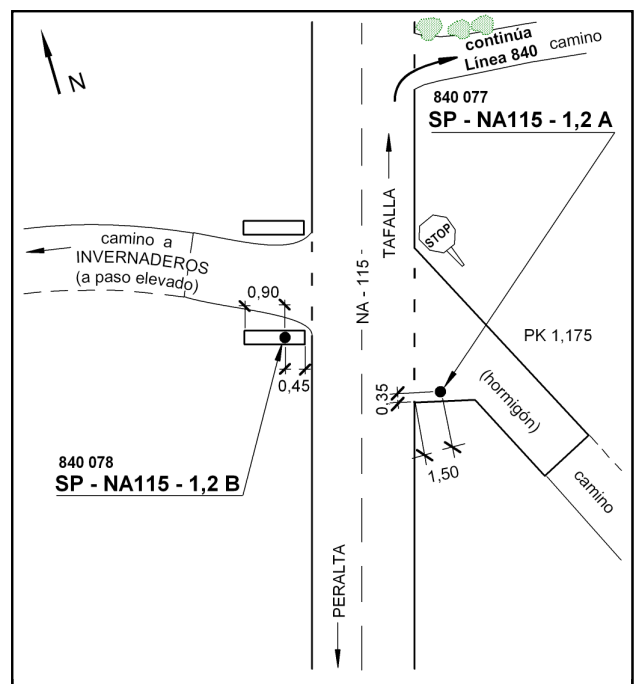 continúa
Línea 840
camino
N
840 077
SP - NA115 - 1,2 A
TAFALLA
STOP
camino a
INVERNADEROS
(a paso elevado)
NA - 115 -
0,90
PK 1,175
0,45
0,35
(hormigón)
1,50
840 078
SP - NA115 - 1,2 B
camino
PERALTA